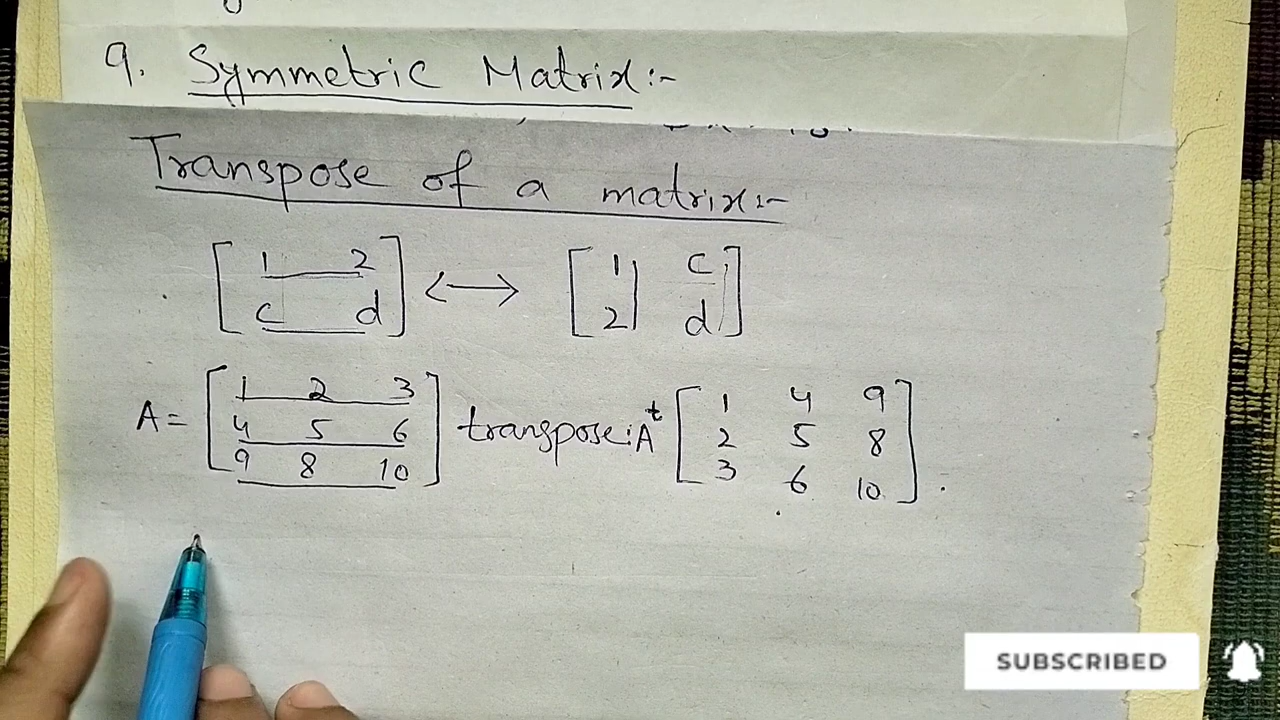 9. Symmetric Matrix:-
Transpose of a matrix:-
[1 2] ↔ [1 c]
[c d] [2 d]
A = [1 2 3] transpose: Aᵗ [1 4 9]
[4 5 6] [2 5 8]
[9 8 10] [3 6 10].
SUBSCRIBED